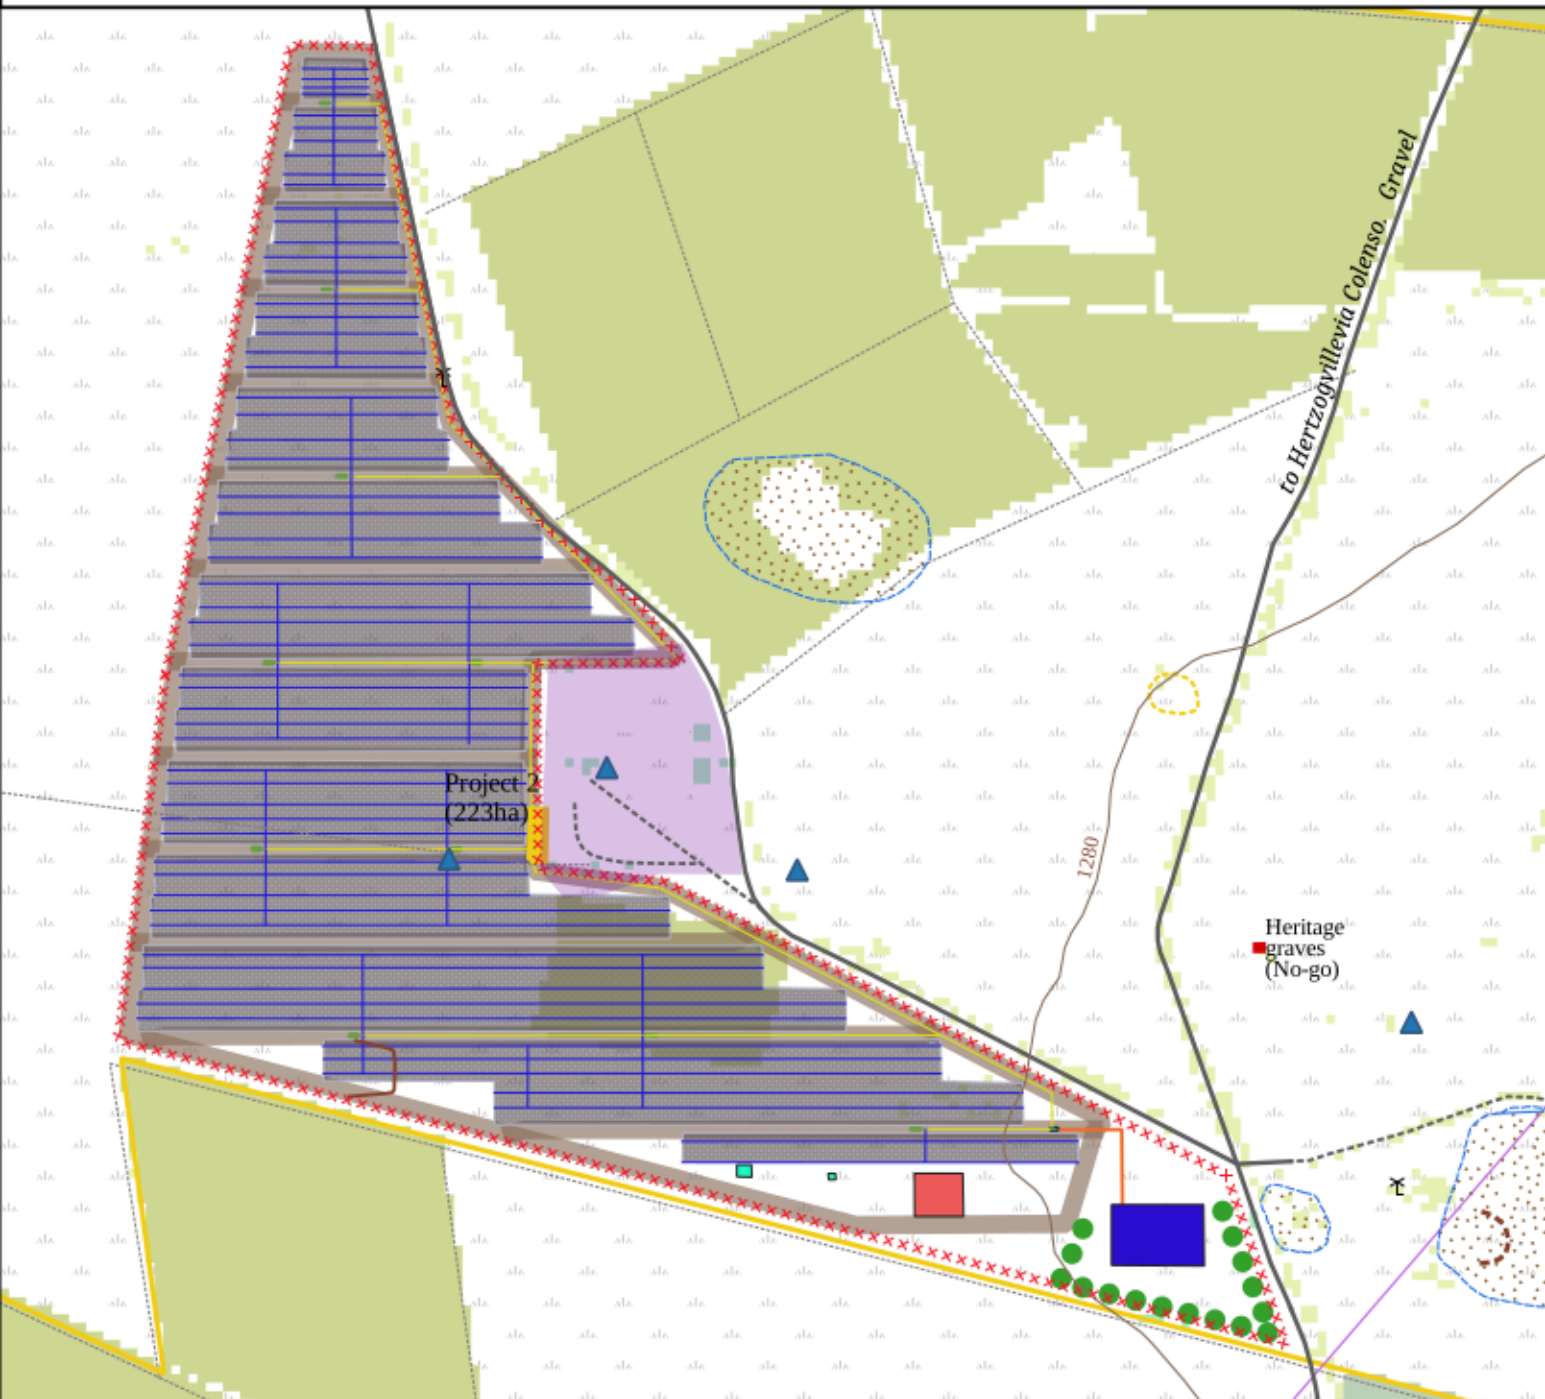 to Hertzogvillevia Colenso. Gravel
Project 2
(223ha)
1280
Heritage
graves
(No-go)